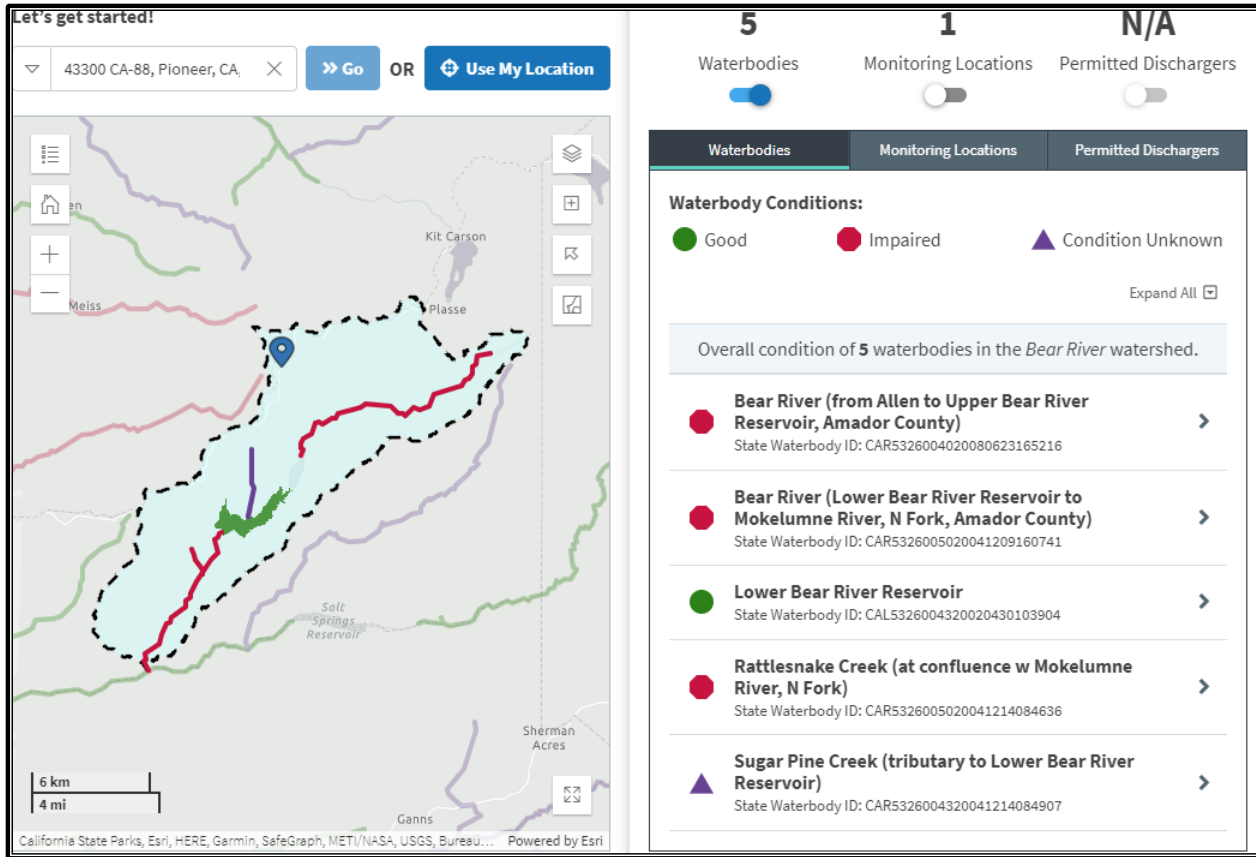 Let's get started!
43300 CA-88, Pioneer, CA,
Go
OR
Use My Location
en
Kit Carson
Meiss
Plasse
Salt
Springs
Reservoir
Sherman
Acres
6 km
4 mi
Ganns
California State Parks, Esri, HERE, Garmin, SafeGraph, METI/NASA, USGS, Bureau...
Powered by Esri
5
1
N/A
Waterbodies
Monitoring Locations
Permitted Dischargers
Waterbodies
Monitoring Locations
Permitted Dischargers
Waterbody Conditions:
Good
Impaired
Condition Unknown
Expand All
Overall condition of 5 waterbodies in the Bear River watershed.
Bear River (from Allen to Upper Bear River
Reservoir, Amador County)
State Waterbody ID: CAR5326004020080623165216
Bear River (Lower Bear River Reservoir to
Mokelumne River, N Fork, Amador County)
State Waterbody ID: CAR5326005020041209160741
Lower Bear River Reservoir
State Waterbody ID: CAL5326004320020430103904
Rattlesnake Creek (at confluence w Mokelumne
River, N Fork)
State Waterbody ID: CAR5326005020041214084636
Sugar Pine Creek (tributary to Lower Bear River
Reservoir)
State Waterbody ID: CAR5326004320041214084907